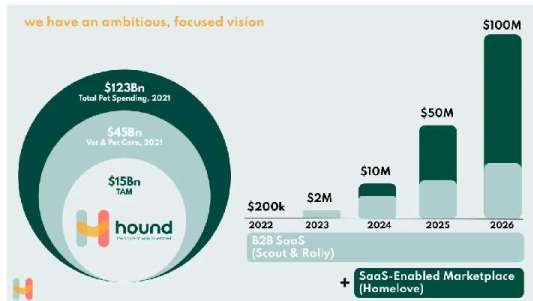 we have an ambitious, focused vision
$123Bn
Total Pet Spending, 2021
$45Bn
Vet & Pet Care, 2021
$15Bn
TAM
hound
$200k
$2M
$10M
$50M
$100M
2022
2023
2024
2025
2026
B2B SaaS
(Scout & Rally)
+
SaaS-Enabled Marketplace
(Homelove)